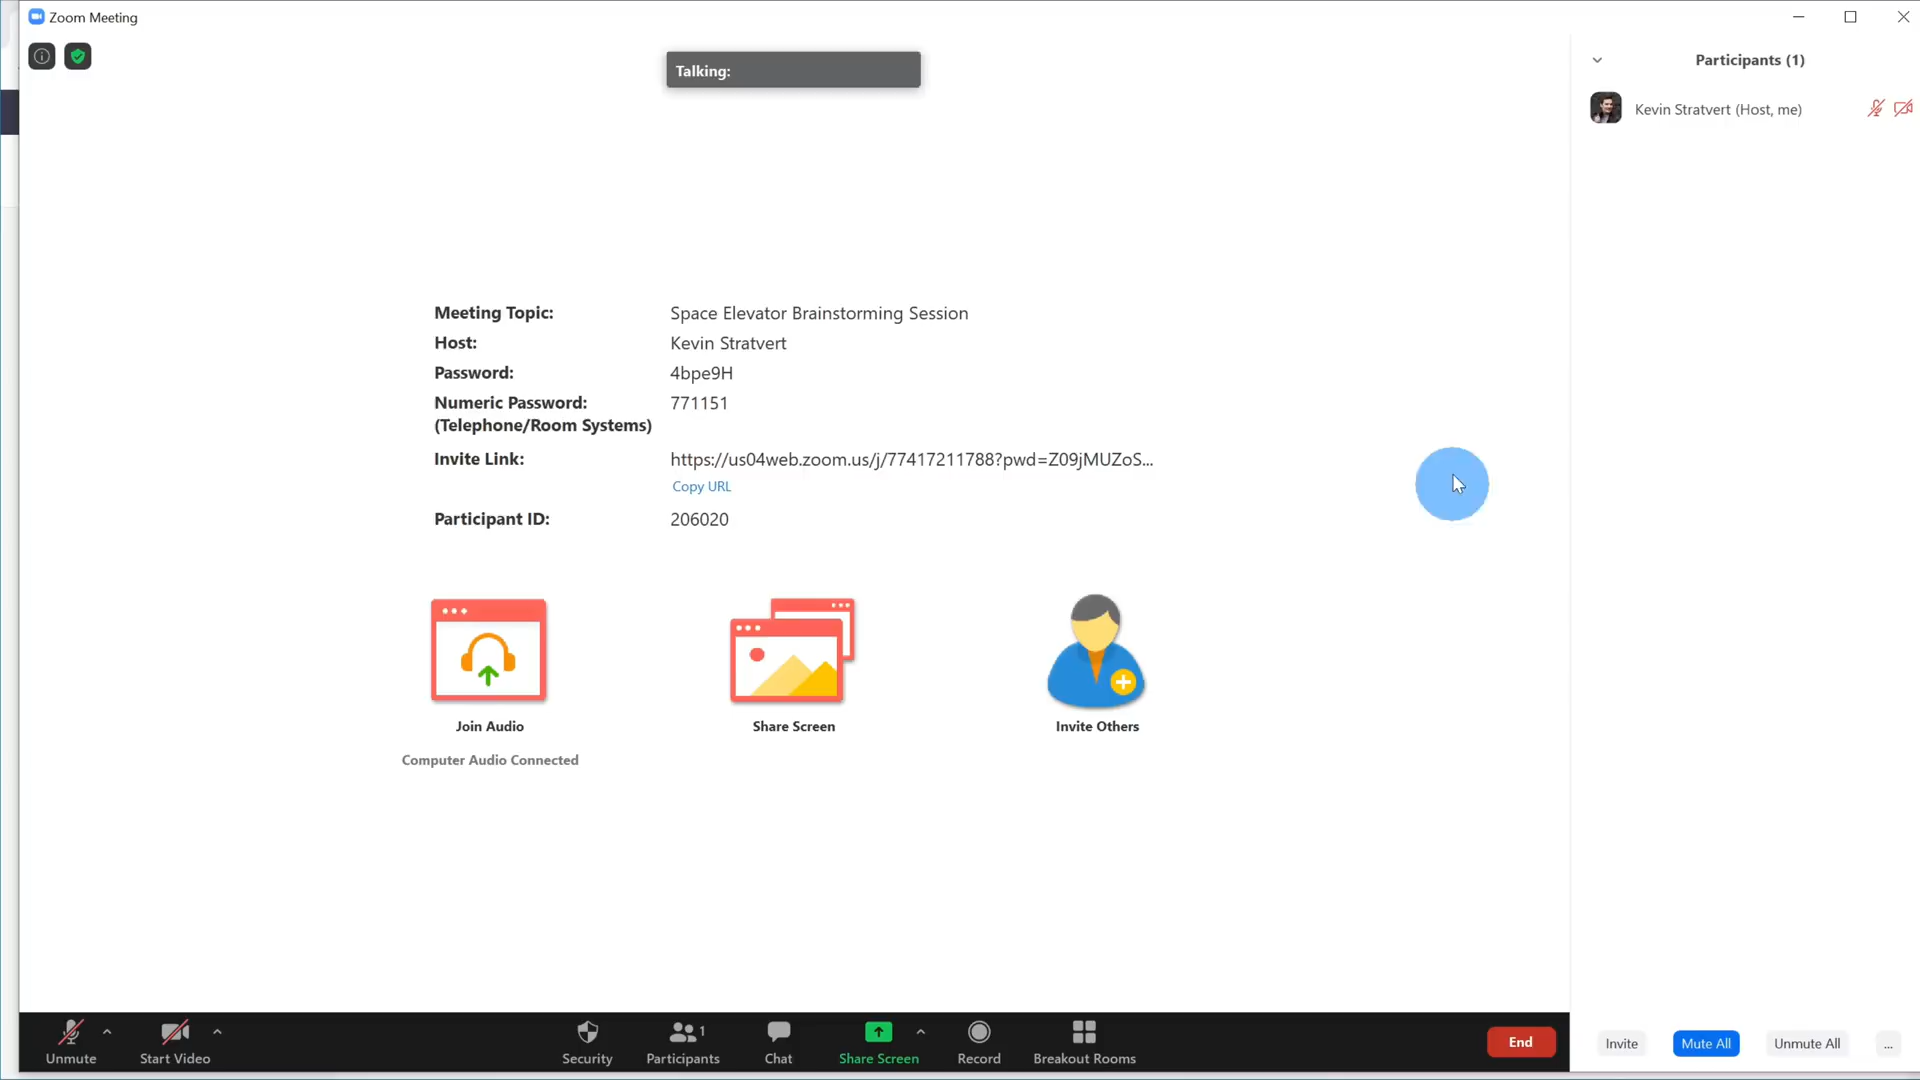 Zoom Meeting
Talking:
Participants (1)
Kevin Stratvert (Host, me)
Meeting Topic: Space Elevator Brainstorming Session
Host: Kevin Stratvert
Password: 4bpe9H
Numeric Password: 771151
(Telephone/Room Systems)
Invite Link: https://us04web.zoom.us/j/77417211788?pwd=Z09jMUZoS...
Copy URL
Participant ID: 206020
Join Audio Share Screen Invite Others
Computer Audio Connected
1
Unmute Start Video Security Participants Chat Share Screen Record Breakout Rooms End Invite Mute All Unmute All ...